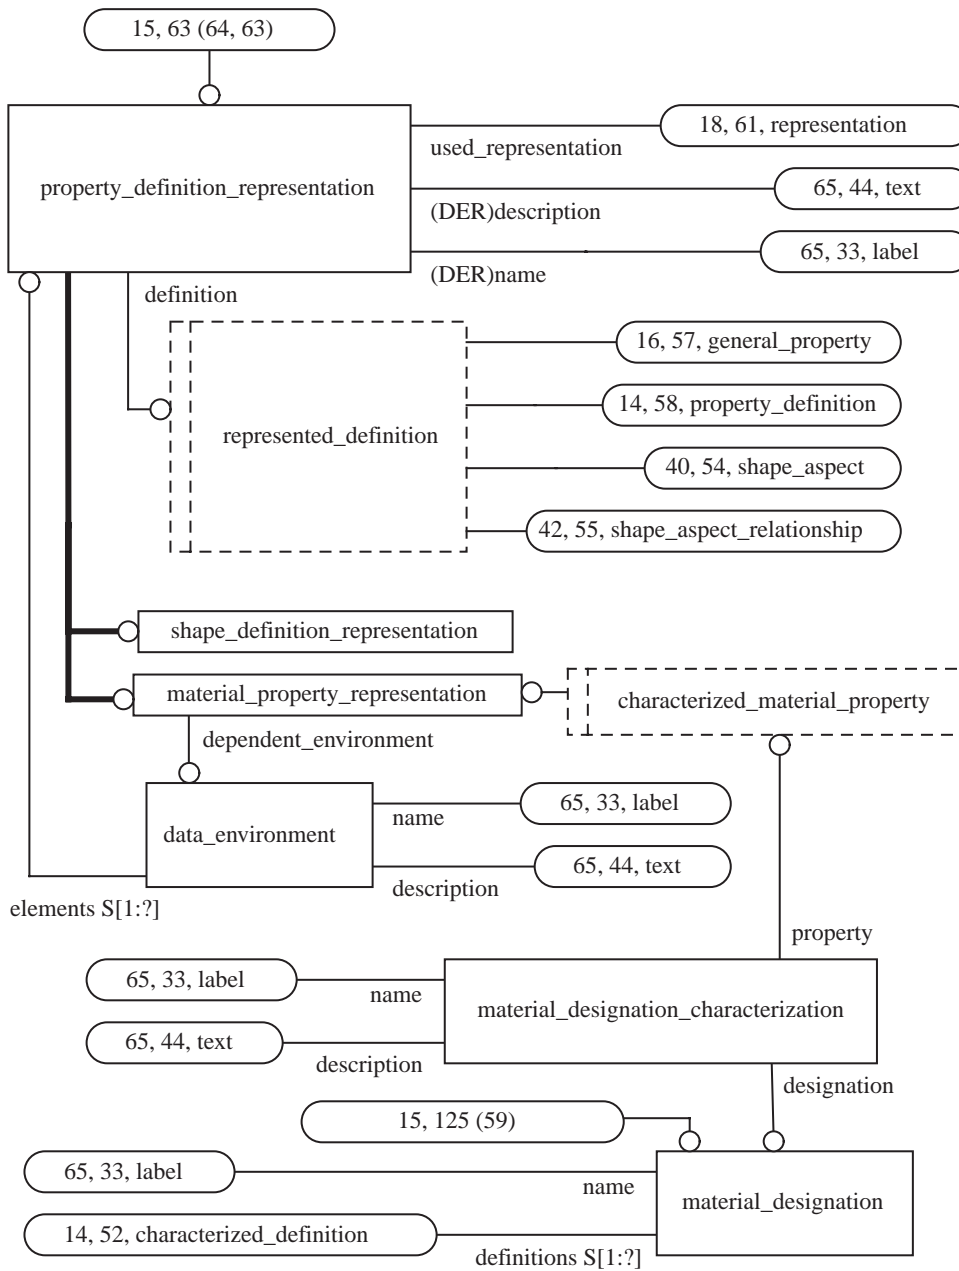 15, 63 (64, 63)
18, 61, representation
used_representation
property_definition_representation
65, 44, text
(DER)description
65, 33, label
(DER)name
definition
16, 57, general_property
14, 58, property_definition
represented_definition
40, 54, shape_aspect
42, 55, shape_aspect_relationship
shape_definition_representation
material_property_representation
characterized_material_property
dependent_environment
65, 33, label
name
data_environment
65, 44, text
description
elements S[1:?]
property
65, 33, label
name
material_designation_characterization
65, 44, text
description
designation
15, 125 (59)
65, 33, label
name
material_designation
14, 52, characterized_definition
definitions S[1:?]